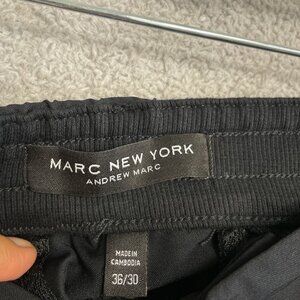 MARC NEW YORK
ANDREW MARC
MADE IN
CAMBODIA
36/30